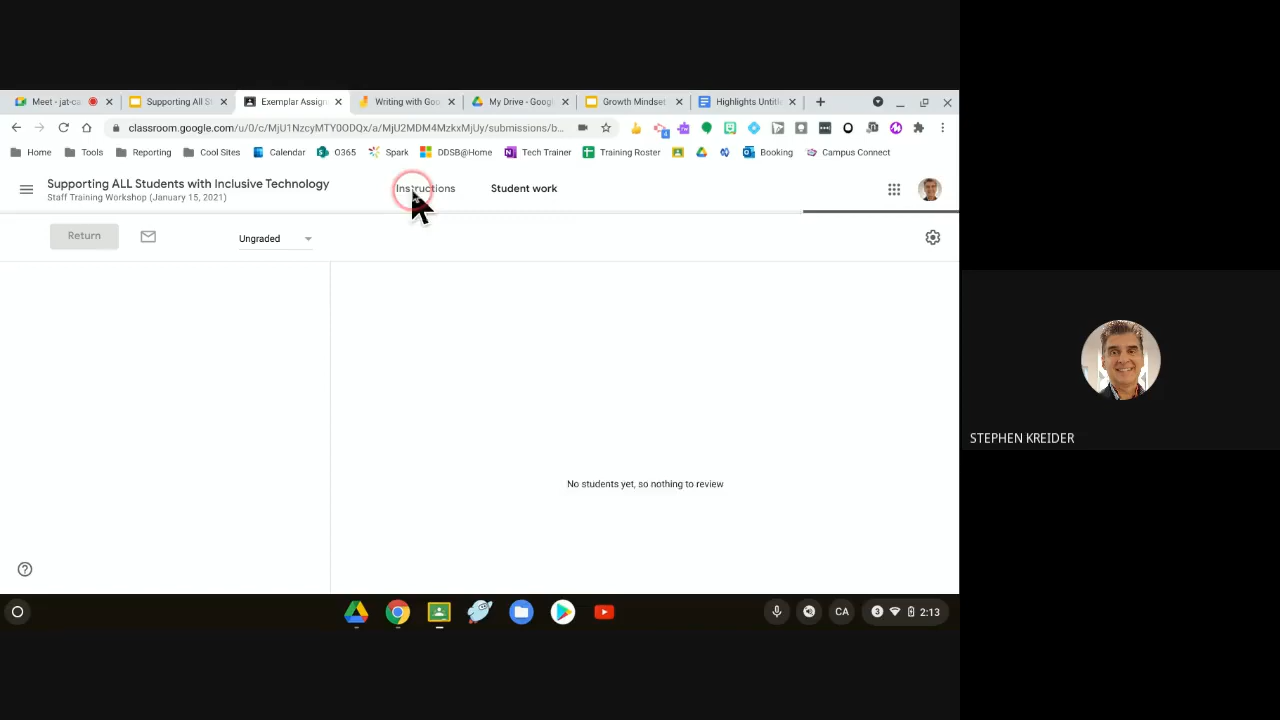 Meet - jat-ca
Supporting All S
Exemplar Assign
Writing with Goo
My Drive - Googl
Growth Mindset
Highlights Untitl
classroom.google.com/u/0/c/MjU1NzcyMTY0ODQx/a/MjU2MDM4MzkxMjUy/submissions/b...
Home
Tools
Reporting
Cool Sites
Calendar
O365
Spark
DDSB@Home
Tech Trainer
Training Roster
Booking
Campus Connect
Supporting ALL Students with Inclusive Technology
Staff Training Workshop (January 15, 2021)
Instructions
Student work
Return
Ungraded
No students yet, so nothing to review
STEPHEN KREIDER
CA
3
2:13